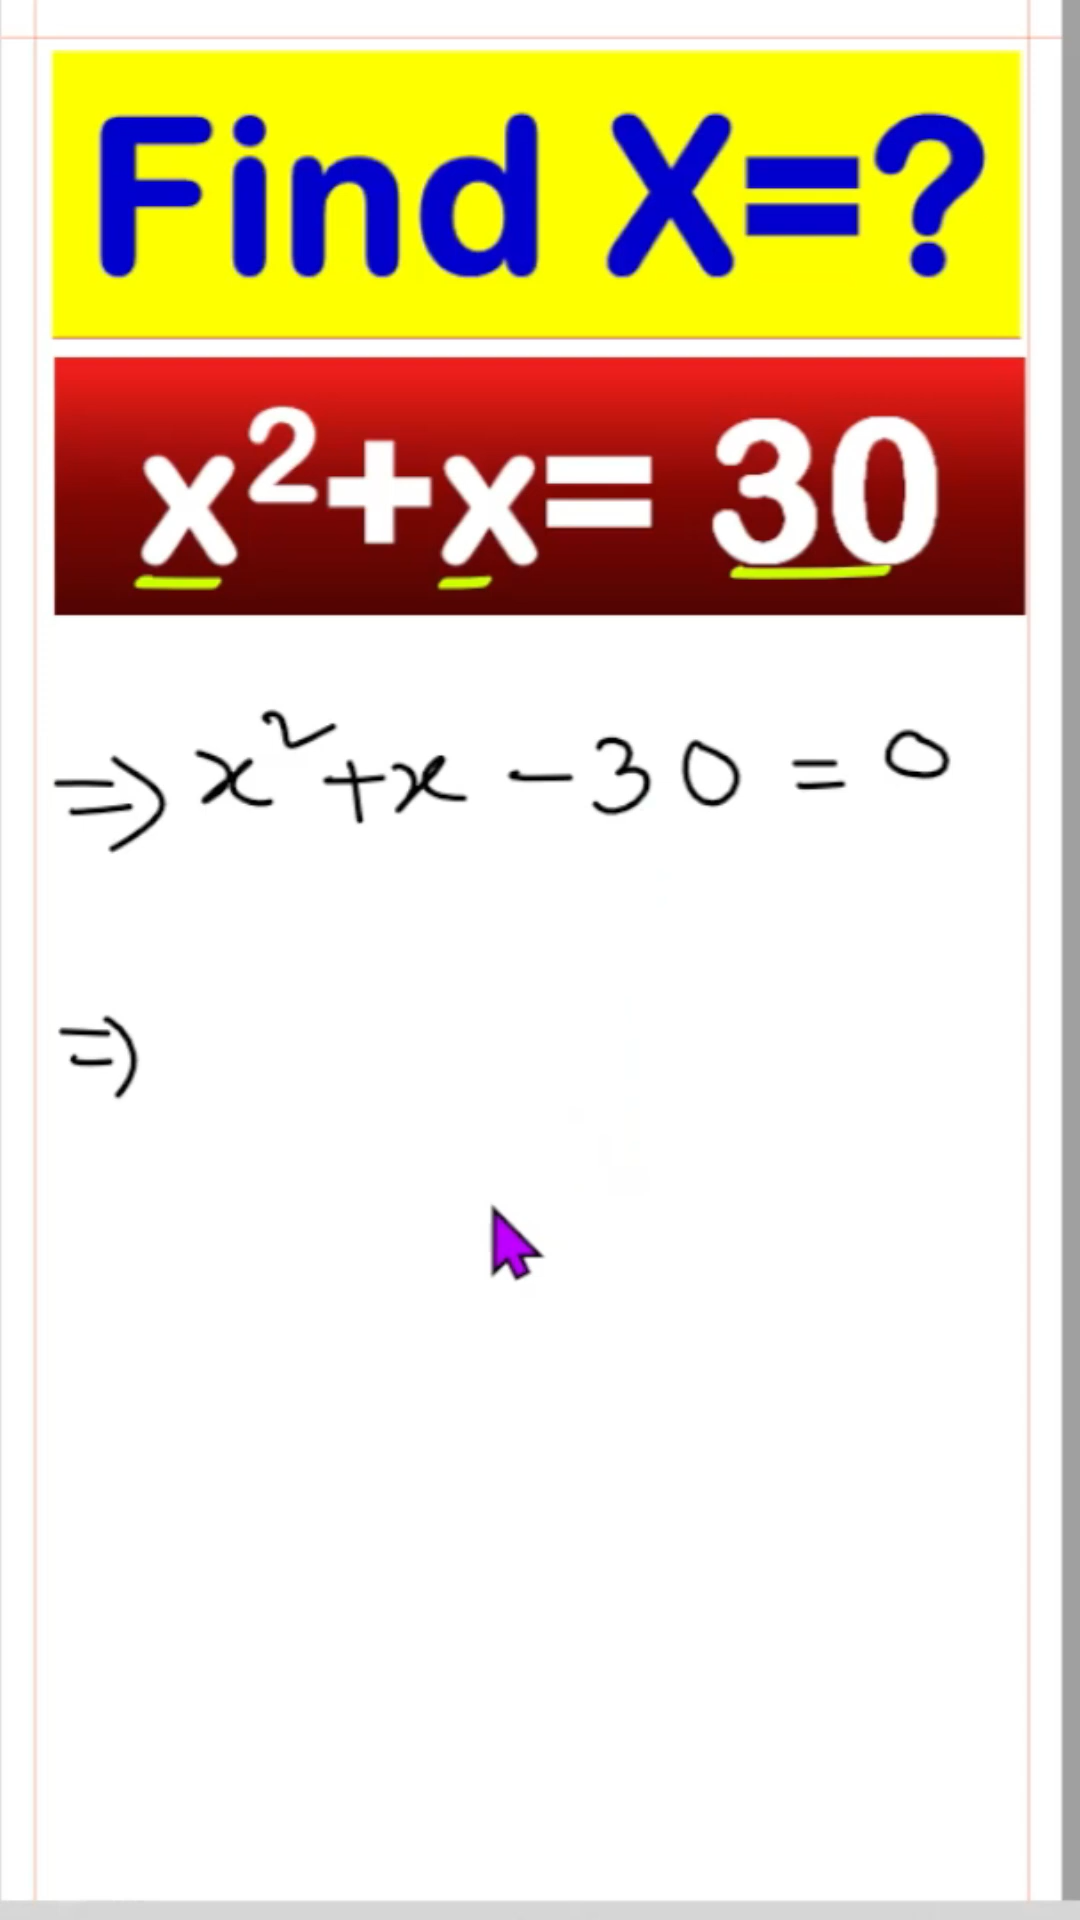 Find X=?
x²+x= 30
⇒ x²+x - 30 = 0
⇒